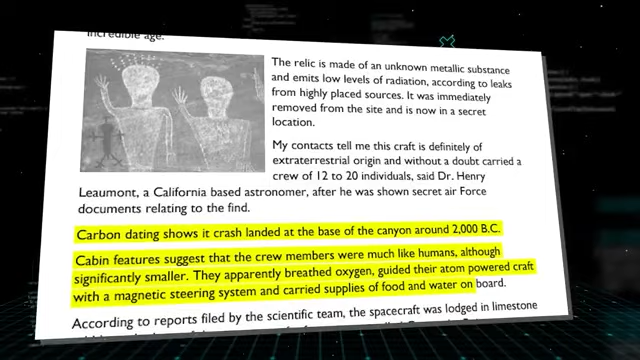 incredible age.
The relic is made of an unknown metallic substance
and emits low levels of radiation, according to leaks
from highly placed sources. It was immediately
removed from the site and is now in a secret
location.
My contacts tell me this craft is definitely of
extraterrestrial origin and without a doubt carried a
crew of 12 to 20 individuals, said Dr. Henry
Leaumont, a California based astronomer, after he was shown secret air Force
documents relating to the find.
Carbon dating shows it crash landed at the base of the canyon around 2,000 B.C.
Cabin features suggest that the crew members were much like humans, although
significantly smaller. They apparently breathed oxygen, guided their atom powered craft
with a magnetic steering system and carried supplies of food and water on board.
According to reports filed by the scientific team, the spacecraft was lodged in limestone